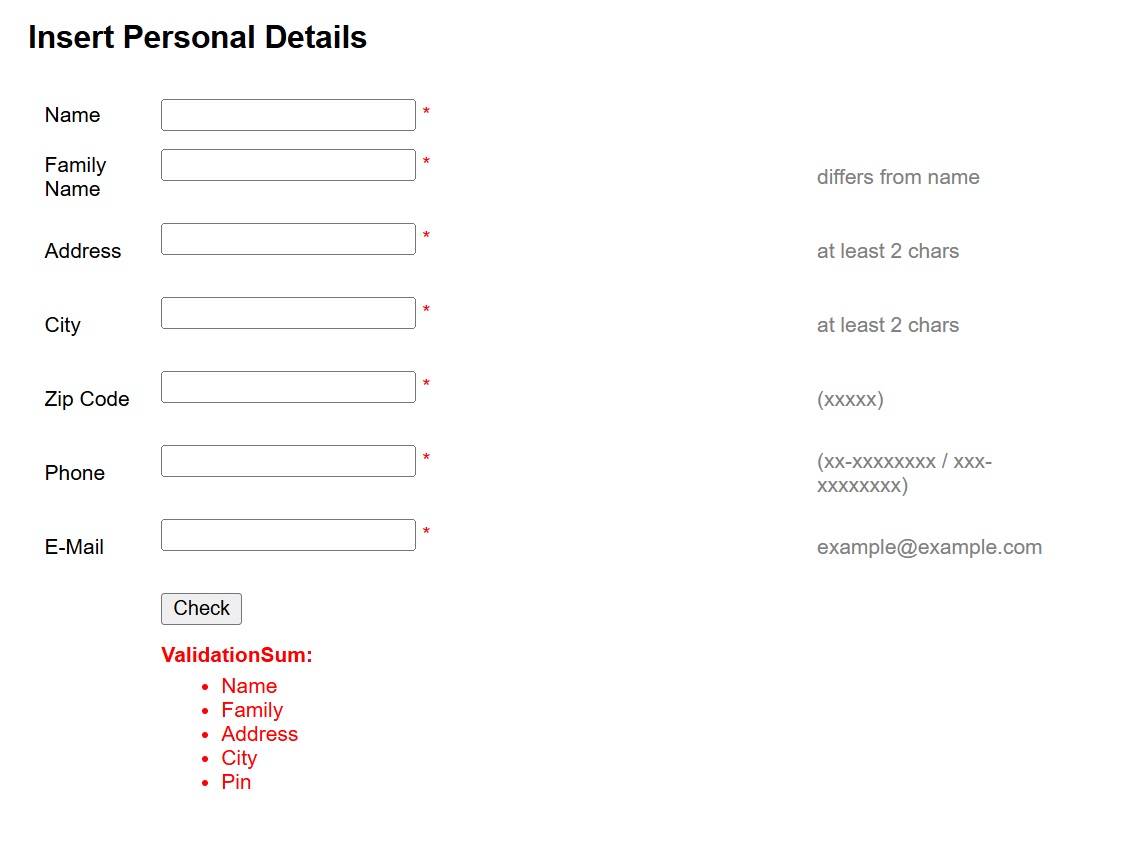 Insert Personal Details
Name *
Family
Name
* differs from name
Address * at least 2 chars
City * at least 2 chars
Zip Code * (xxxxx)
Phone * (xx-xxxxxxxx / xxx-
xxxxxxxx)
E-Mail * example@example.com
Check
ValidationSum:
• Name
• Family
• Address
• City
• Pin